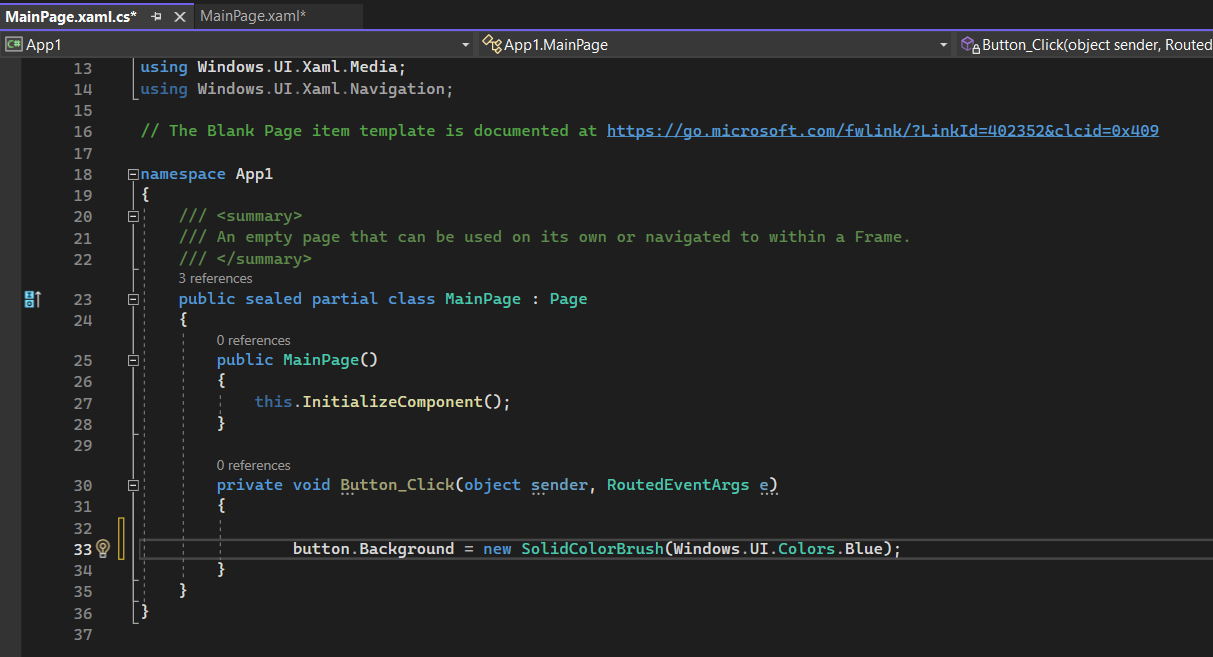 MainPage.xaml.cs* MainPage.xaml*
C# App1 App1.MainPage Button_Click(object sender, Routed
13 using Windows.UI.Xaml.Media;
14 using Windows.UI.Xaml.Navigation;
15
16 // The Blank Page item template is documented at https://go.microsoft.com/fwlink/?LinkId=402352&clcid=0x409
17
18 namespace App1
19 {
20 /// <summary>
21 /// An empty page that can be used on its own or navigated to within a Frame.
22 /// </summary>
3 references
23 public sealed partial class MainPage : Page
24 {
0 references
25 public MainPage()
26 {
27 this.InitializeComponent();
28 }
29
0 references
30 private void Button_Click(object sender, RoutedEventArgs e)
31 {
32
33 button.Background = new SolidColorBrush(Windows.UI.Colors.Blue);
34 }
35 }
36 }
37